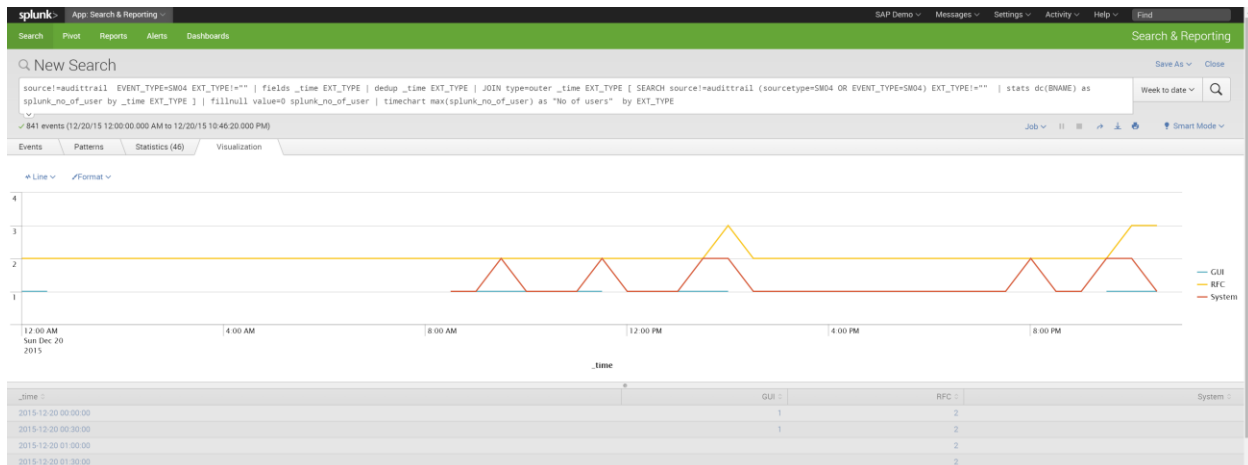 splunk> App: Search & Reporting SAP Demo Messages Settings Activity Help Find
Search Pivot Reports Alerts Dashboards Search & Reporting
New Search Save As Close
source!=audittrail EVENT_TYPE=SM04 EXT_TYPE!="" | fields _time EXT_TYPE | dedup _time EXT_TYPE | JOIN type=outer _time EXT_TYPE [ SEARCH source!=audittrail (sourcetype=SM04 OR EVENT_TYPE=SM04) EXT_TYPE!="" | stats dc(BNAME) as
splunk_no_of_user by _time EXT_TYPE ] | fillnull value=0 splunk_no_of_user | timechart max(splunk_no_of_user) as "No of users" by EXT_TYPE
Week to date
841 events (12/20/15 12:00:00.000 AM to 12/20/15 10:46:20.000 PM) Job Smart Mode
Events Patterns Statistics (46) Visualization
Line Format
4
3
2
1
GUI
RFC
System
12:00 AM 4:00 AM 8:00 AM 12:00 PM 4:00 PM 8:00 PM
Sun Dec 20
2015
_time
_time GUI RFC System
2015-12-20 00:00:00 1 2
2015-12-20 00:30:00 1 2
2015-12-20 01:00:00 2
2015-12-20 01:30:00 2